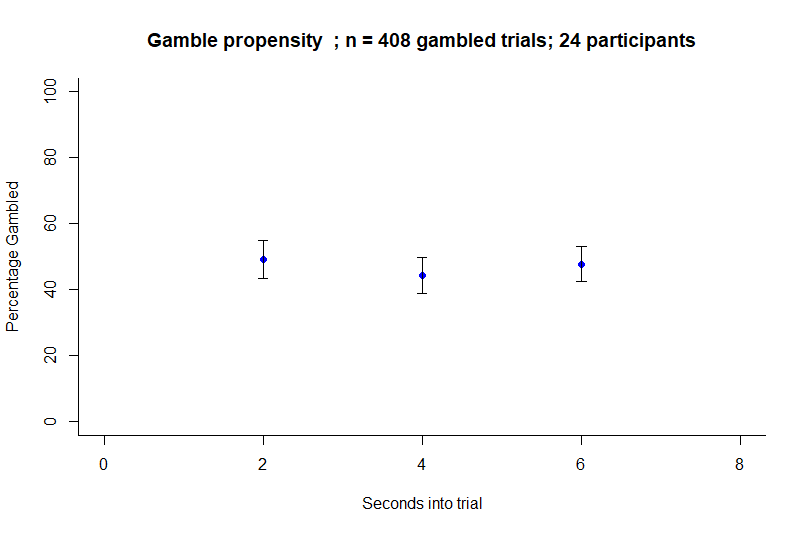 Gamble propensity  ; n = 408 gambled trials; 24 participants
Percentage Gambled
100
80
60
40
20
0
0 2 4 6 8
Seconds into trial